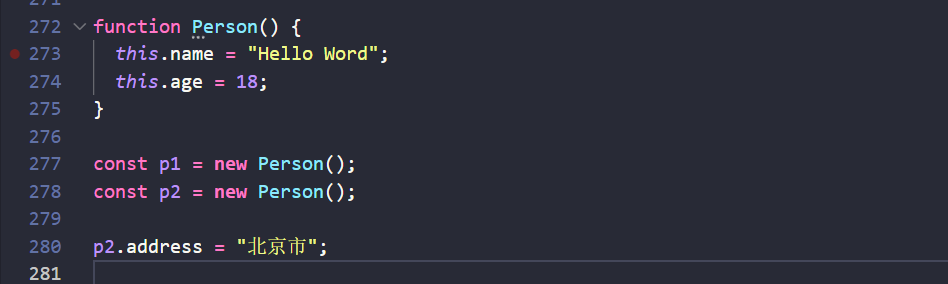 271
272 function Person() {
273 this.name = "Hello Word";
274 this.age = 18;
275 }
276
277 const p1 = new Person();
278 const p2 = new Person();
279
280 p2.address = "北京市";
281